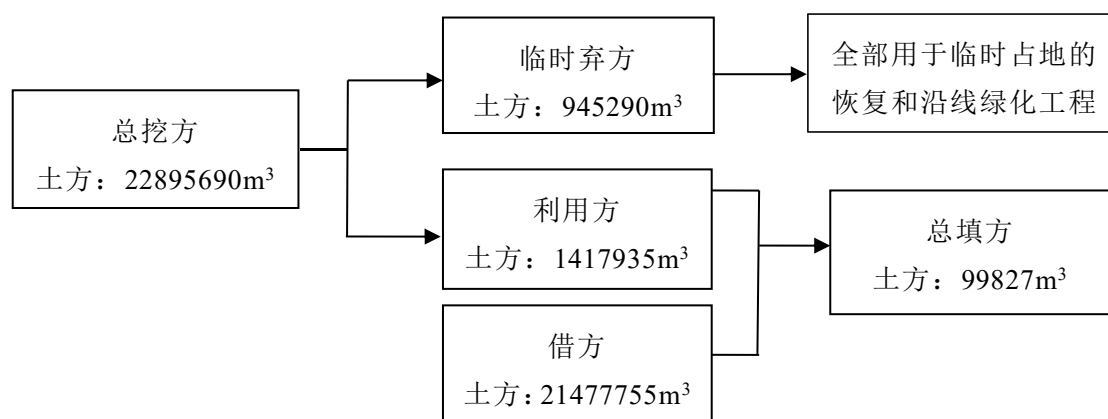 临时弃方
土方：945290m³
全部用于临时占地的
恢复和沿线绿化工程
总挖方
土方：22895690m³
利用方
土方：1417935m³
总填方
土方：99827m³
借方
土方：21477755m³